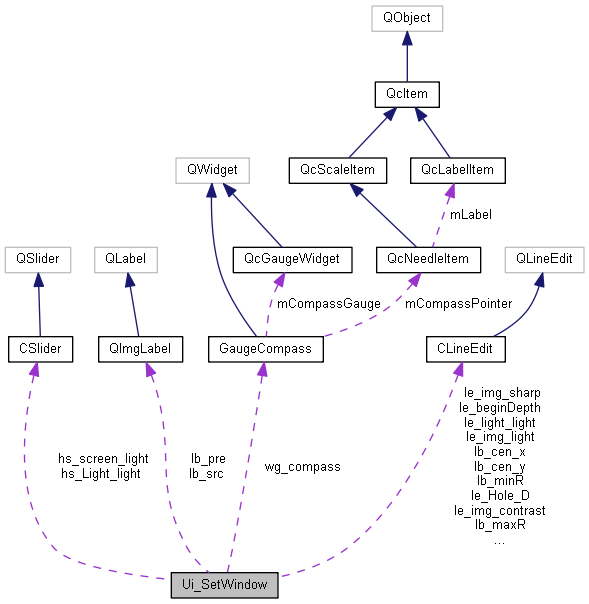 QObject
QcItem
QWidget
QcScaleItem
QcLabelItem
mLabel
QSlider
QLabel
QcGaugeWidget
QcNeedleItem
QLineEdit
mCompassGauge
mCompassPointer
CSlider
QImgLabel
GaugeCompass
CLineEdit
hs_screen_light
hs_Light_light
lb_pre
lb_src
wg_compass
le_img_sharp
le_beginDepth
le_light_light
le_img_light
lb_cen_x
lb_cen_y
lb_minR
le_Hole_D
le_img_contrast
lb_maxR
...
Ui_SetWindow